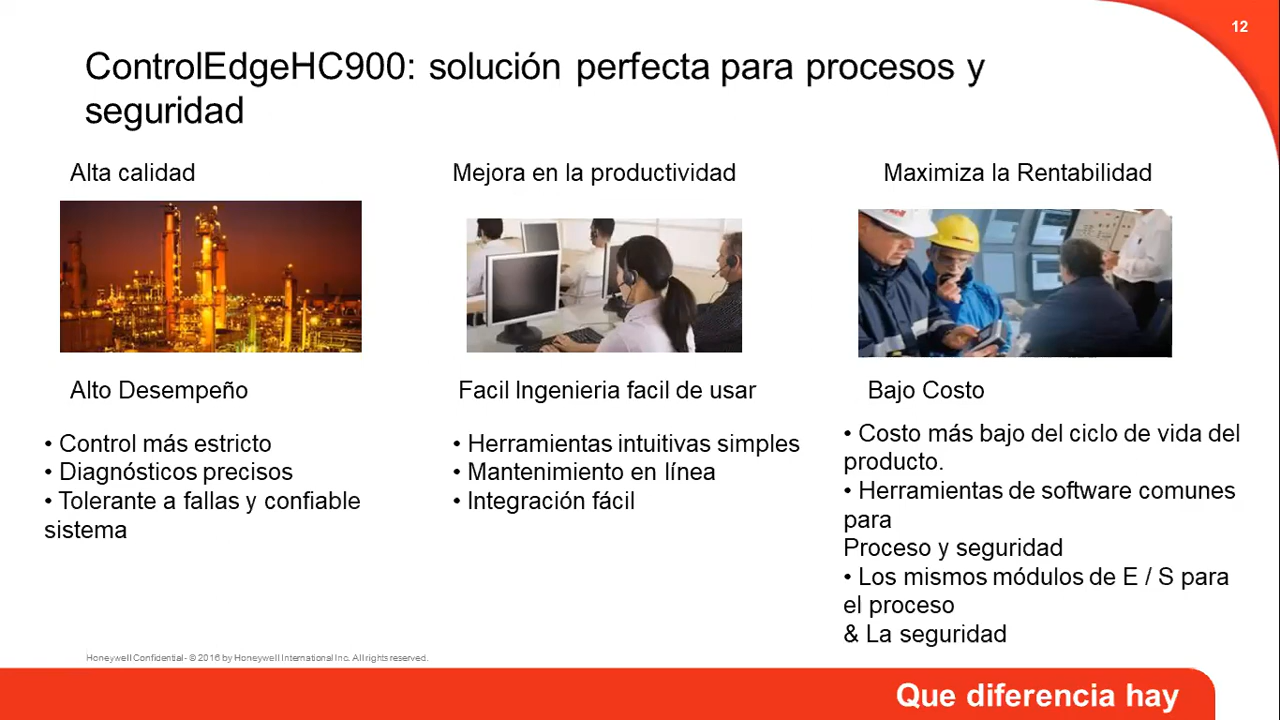 12
ControlEdgeHC900: solución perfecta para procesos y
seguridad
Alta calidad
Mejora en la productividad
Maximiza la Rentabilidad
Alto Desempeño
• Control más estricto
• Diagnósticos precisos
• Tolerante a fallas y confiable
sistema
Facil Ingenieria facil de usar
• Herramientas intuitivas simples
• Mantenimiento en línea
• Integración fácil
Bajo Costo
• Costo más bajo del ciclo de vida del
producto.
• Herramientas de software comunes
para
Proceso y seguridad
• Los mismos módulos de E / S para
el proceso
& La seguridad
Honeywell Confidential - © 2016 by Honeywell International Inc. All rights reserved.
Que diferencia hay